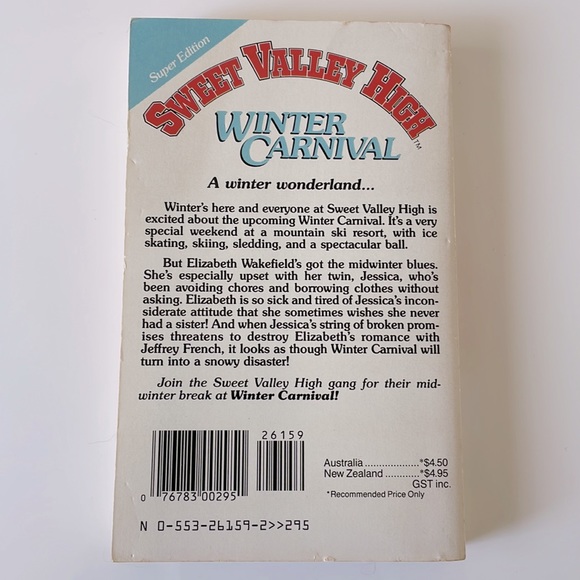 Super Edition
SWEET VALLEY HIGH™
WINTER
CARNIVAL
A winter wonderland...
Winter's here and everyone at Sweet Valley High is
excited about the upcoming Winter Carnival. It's a very
special weekend at a mountain ski resort, with ice
skating, skiing, sledding, and a spectacular ball.
But Elizabeth Wakefield's got the midwinter blues.
She's especially upset with her twin, Jessica, who's
been avoiding chores and borrowing clothes without
asking. Elizabeth is so sick and tired of Jessica's incon-
siderate attitude that she sometimes wishes she never
had a sister! And when Jessica's string of broken prom-
ises threatens to destroy Elizabeth's romance with
Jeffrey French, it looks as though Winter Carnival will
turn into a snowy disaster!
Join the Sweet Valley High gang for their mid-
winter break at Winter Carnival!
26159
0 76783 00295
Australia ................... *$4.50
New Zealand ........... *$4.95
GST inc.
*Recommended Price Only
N 0-553-26159-2>>295